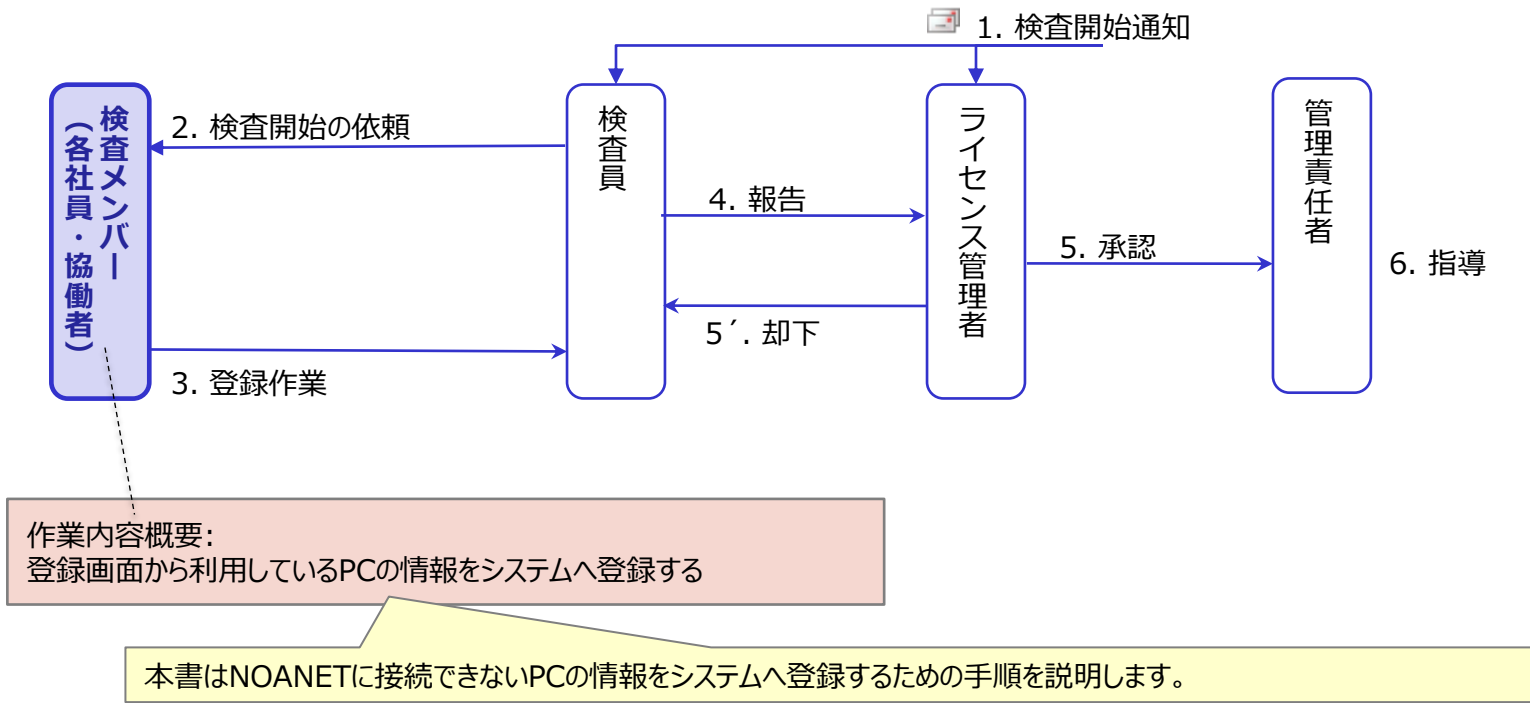 1. 検査開始通知
検査メンバー
（各社員・協働者）
2. 検査開始の依頼
3. 登録作業
検査員
4. 報告
5´. 却下
ライセンス管理者
5. 承認
管理責任者
6. 指導
作業内容概要:
登録画面から利用しているPCの情報をシステムへ登録する
本書はNOANETに接続できないPCの情報をシステムへ登録するための手順を説明します。